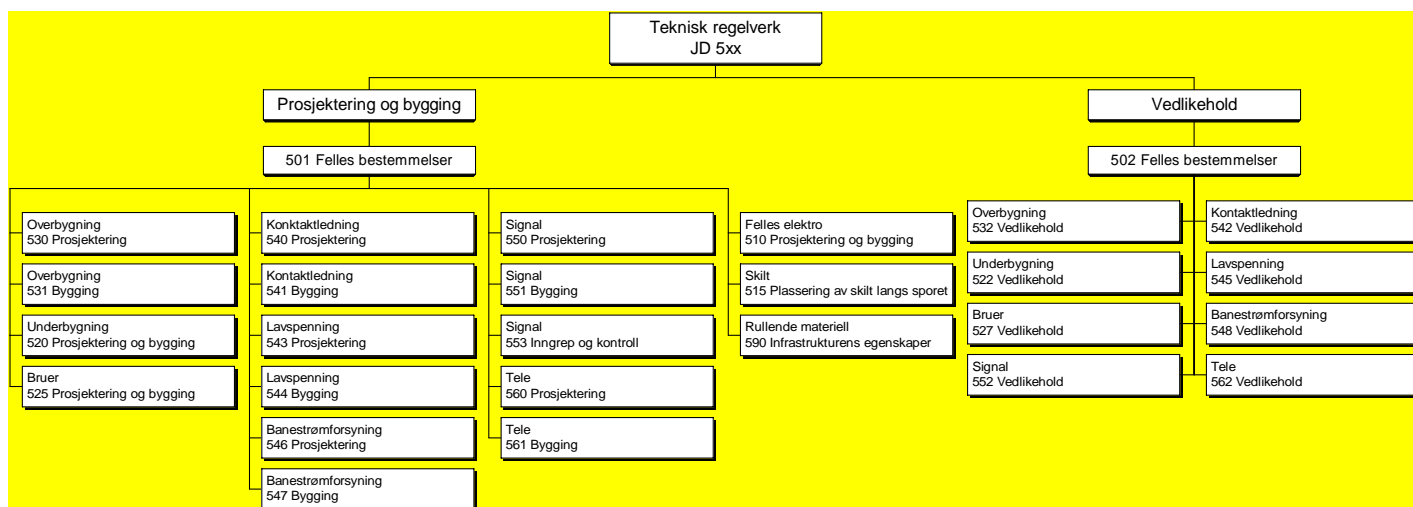 Teknisk regelverk
JD 5xx
Prosjektering og bygging
Vedlikehold
501 Felles bestemmelser
502 Felles bestemmelser
Overbygning
530 Prosjektering
Overbygning
531 Bygging
Underbygning
520 Prosjektering og bygging
Bruer
525 Prosjektering og bygging
Konktaktledning
540 Prosjektering
Kontaktledning
541 Bygging
Lavspenning
543 Prosjektering
Lavspenning
544 Bygging
Banestrømforsyning
546 Prosjektering
Banestrømforsyning
547 Bygging
Signal
550 Prosjektering
Signal
551 Bygging
Signal
553 Inngrep og kontroll
Tele
560 Prosjektering
Tele
561 Bygging
Felles elektro
510 Prosjektering og bygging
Skilt
515 Plassering av skilt langs sporet
Rullende materiell
590 Infrastrukturens egenskaper
Overbygning
532 Vedlikehold
Underbygning
522 Vedlikehold
Bruer
527 Vedlikehold
Signal
552 Vedlikehold
Kontaktledning
542 Vedlikehold
Lavspenning
545 Vedlikehold
Banestrømforsyning
548 Vedlikehold
Tele
562 Vedlikehold